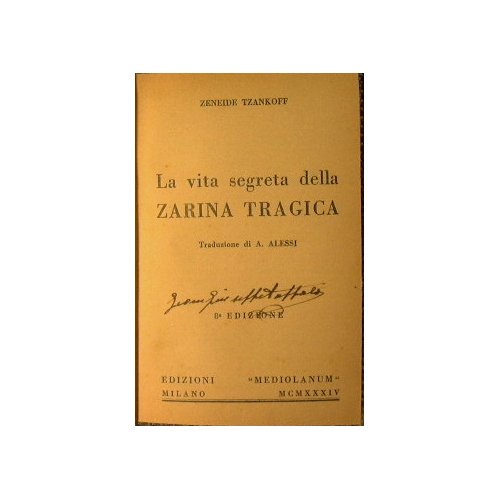 ZENEIDE TZANKOFF
La vita segreta della
ZARINA TRAGICA
Traduzione di A. ALESSI
8ª EDIZIONE
EDIZIONI "MEDIOLANUM"
MILANO MCMXXXIV